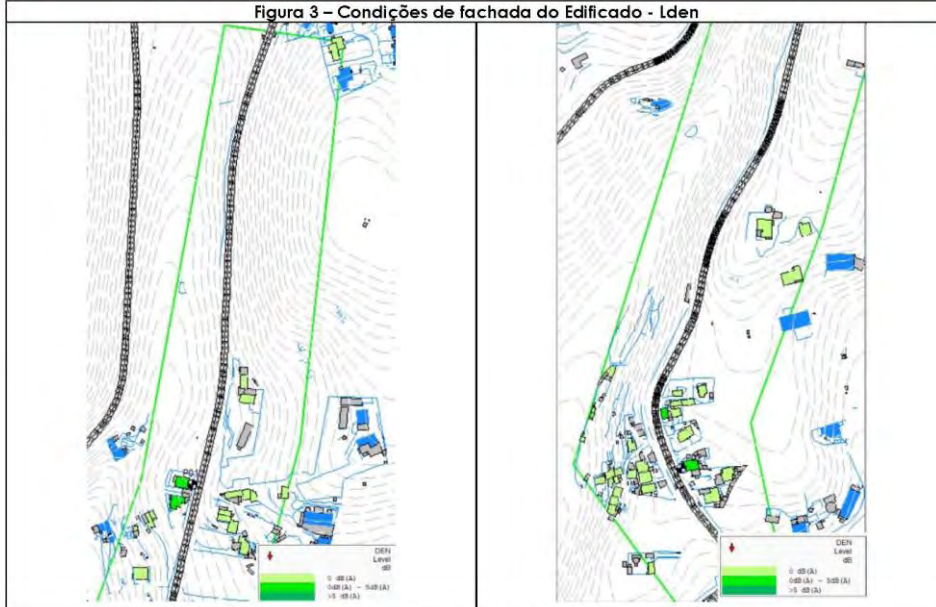 Figura 3 – Condições de fachada do Edificado - Lden
DEN
Level
dB
0 dB(A)
0dB(A) - 5dB(A)
>5 dB(A)
DEN
Level
dB
0 dB(A)
0dB(A) - 5dB(A)
>5 dB(A)